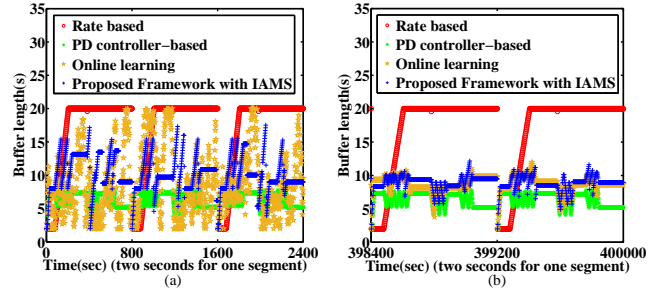 35
30
25
20
15
10
5
0
Buffer length(s)
Rate based
PD controller−based
Online learning
Proposed Framework with IAMS
0 800 1600 2400
Time(sec) (two seconds for one segment)
(a)
35
30
25
20
15
10
5
0
Buffer length(s)
Rate based
PD controller−based
Online learning
Proposed Framework with IAMS
398400 399200 400000
Time(sec) (two seconds for one segment)
(b)